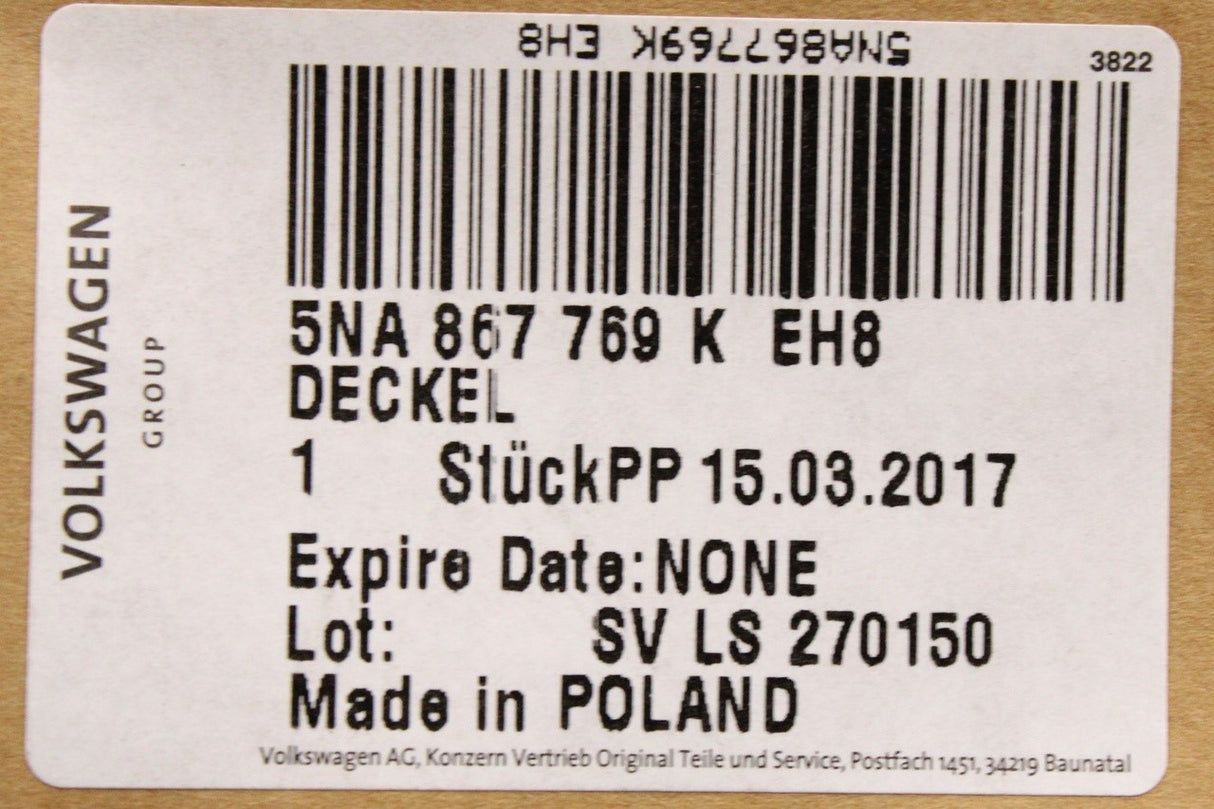 5NA867769K EH8
3822
VOLKSWAGEN
GROUP
5NA 867 769 K EH8
DECKEL
1 StückPP 15.03.2017
Expire Date:NONE
Lot: SV LS 270150
Made in POLAND
Volkswagen AG, Konzern Vertrieb Original Teile und Service, Postfach 1451, 34219 Baunatal